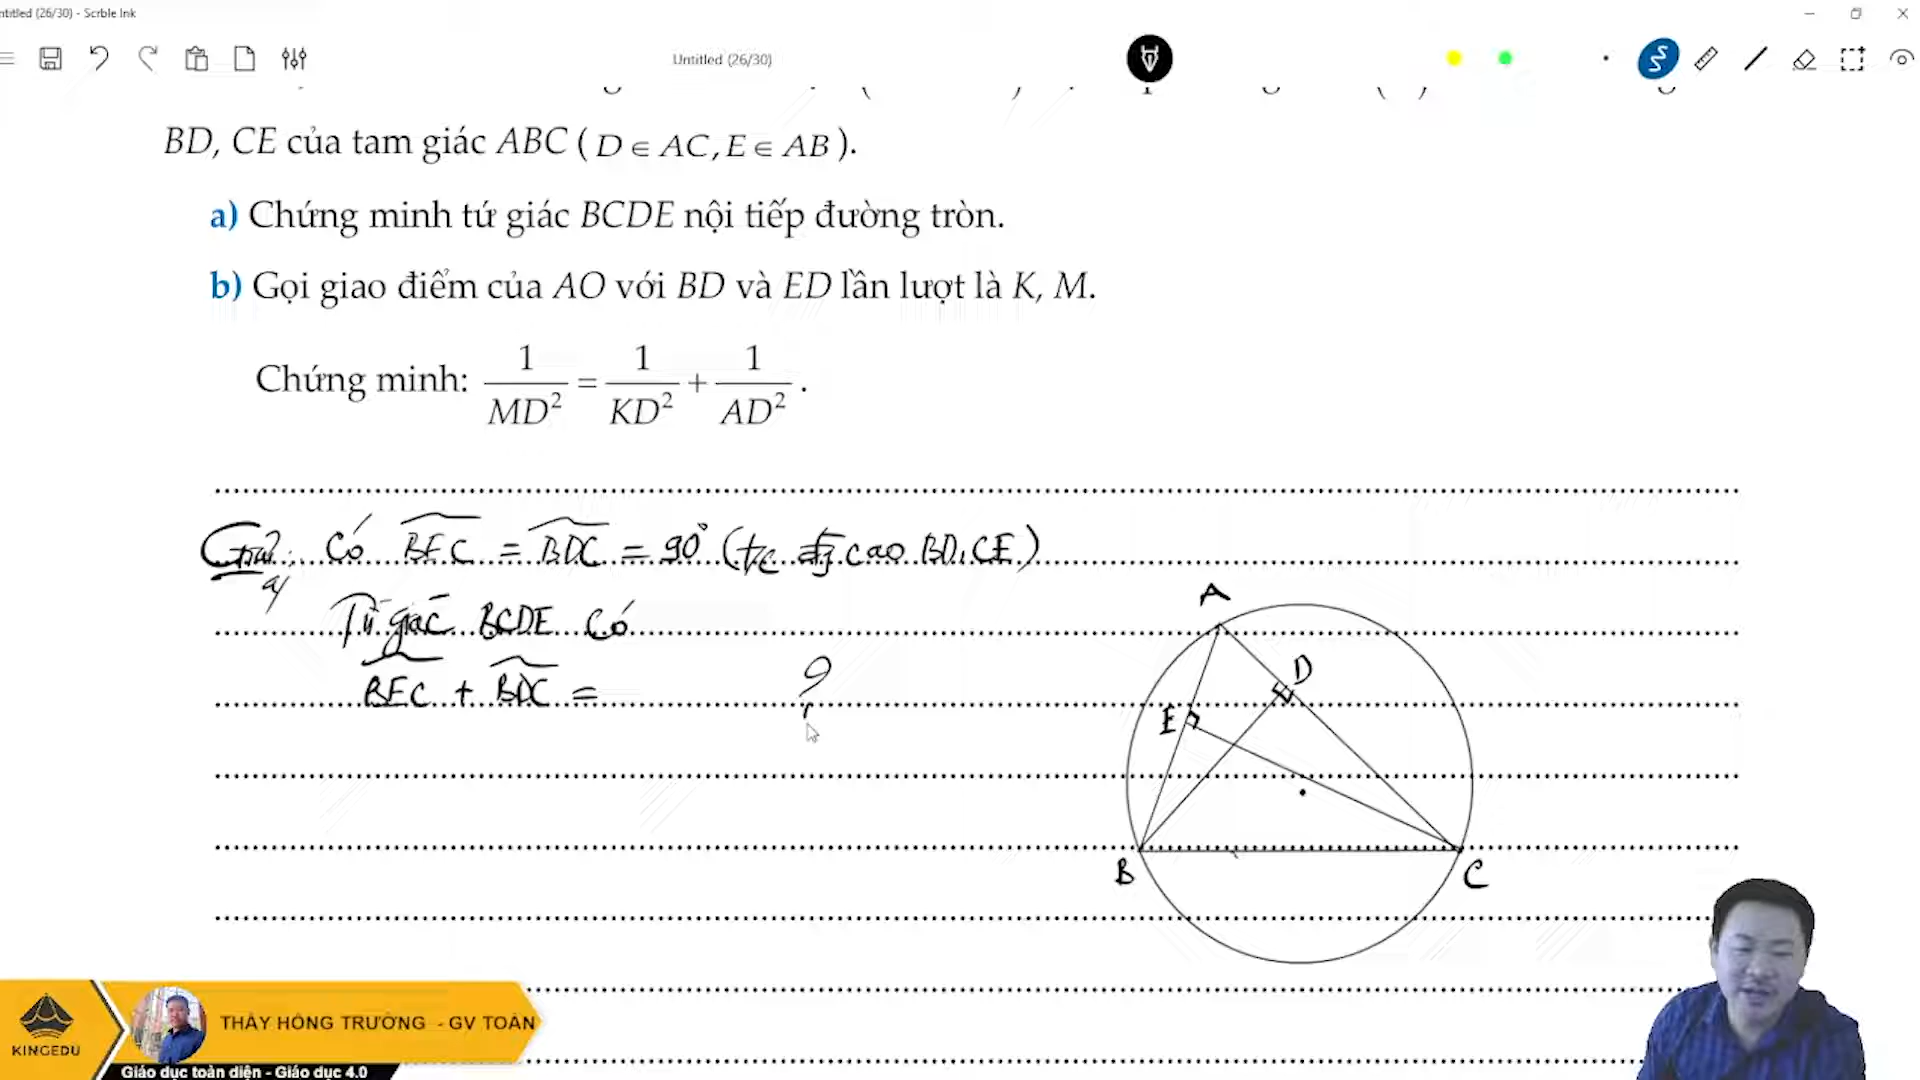 ntitled (26/30) - Scrble Ink
Untitled (26/30)
BD, CE của tam giác ABC ( D ∈ AC, E ∈ AB ).
a) Chứng minh tứ giác BCDE nội tiếp đường tròn.
b) Gọi giao điểm của AO với BD và ED lần lượt là K, M.
Chứng minh: 1/MD² = 1/KD² + 1/AD² .
Giải: Có BEC = BDC = 90° (t/c đg cao BD, CE)
a/
Tứ giác BCDE có
BEC + BDC = ?
A
D
E
B
C
THẦY HỒNG TRƯỜNG - GV TOÁN
KINGEDU
Giáo dục toàn diện - Giáo dục 4.0